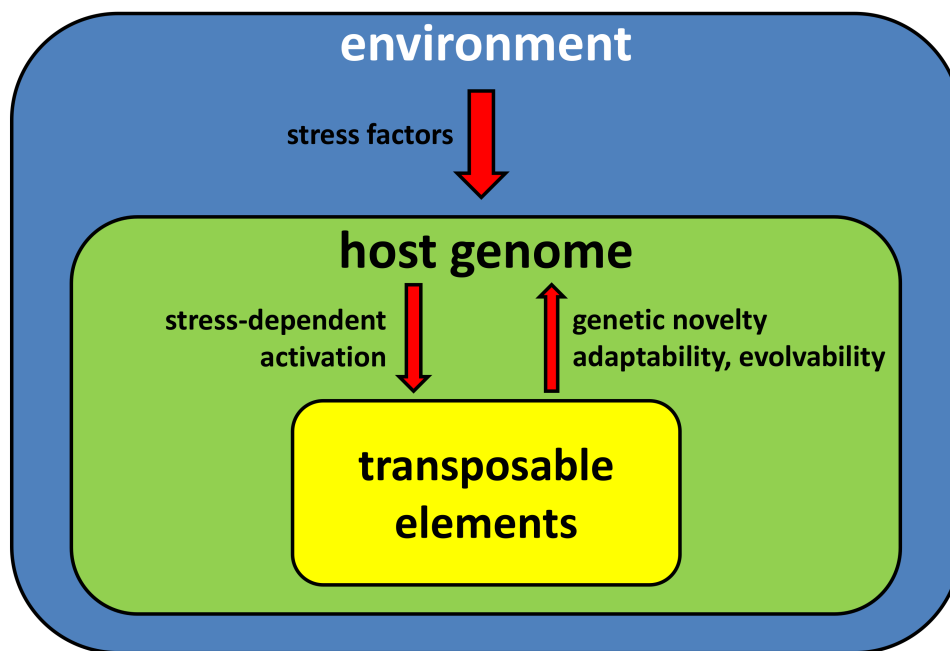 environment
stress factors
host genome
stress-dependent
activation
genetic novelty
adaptability, evolvability
transposable
elements